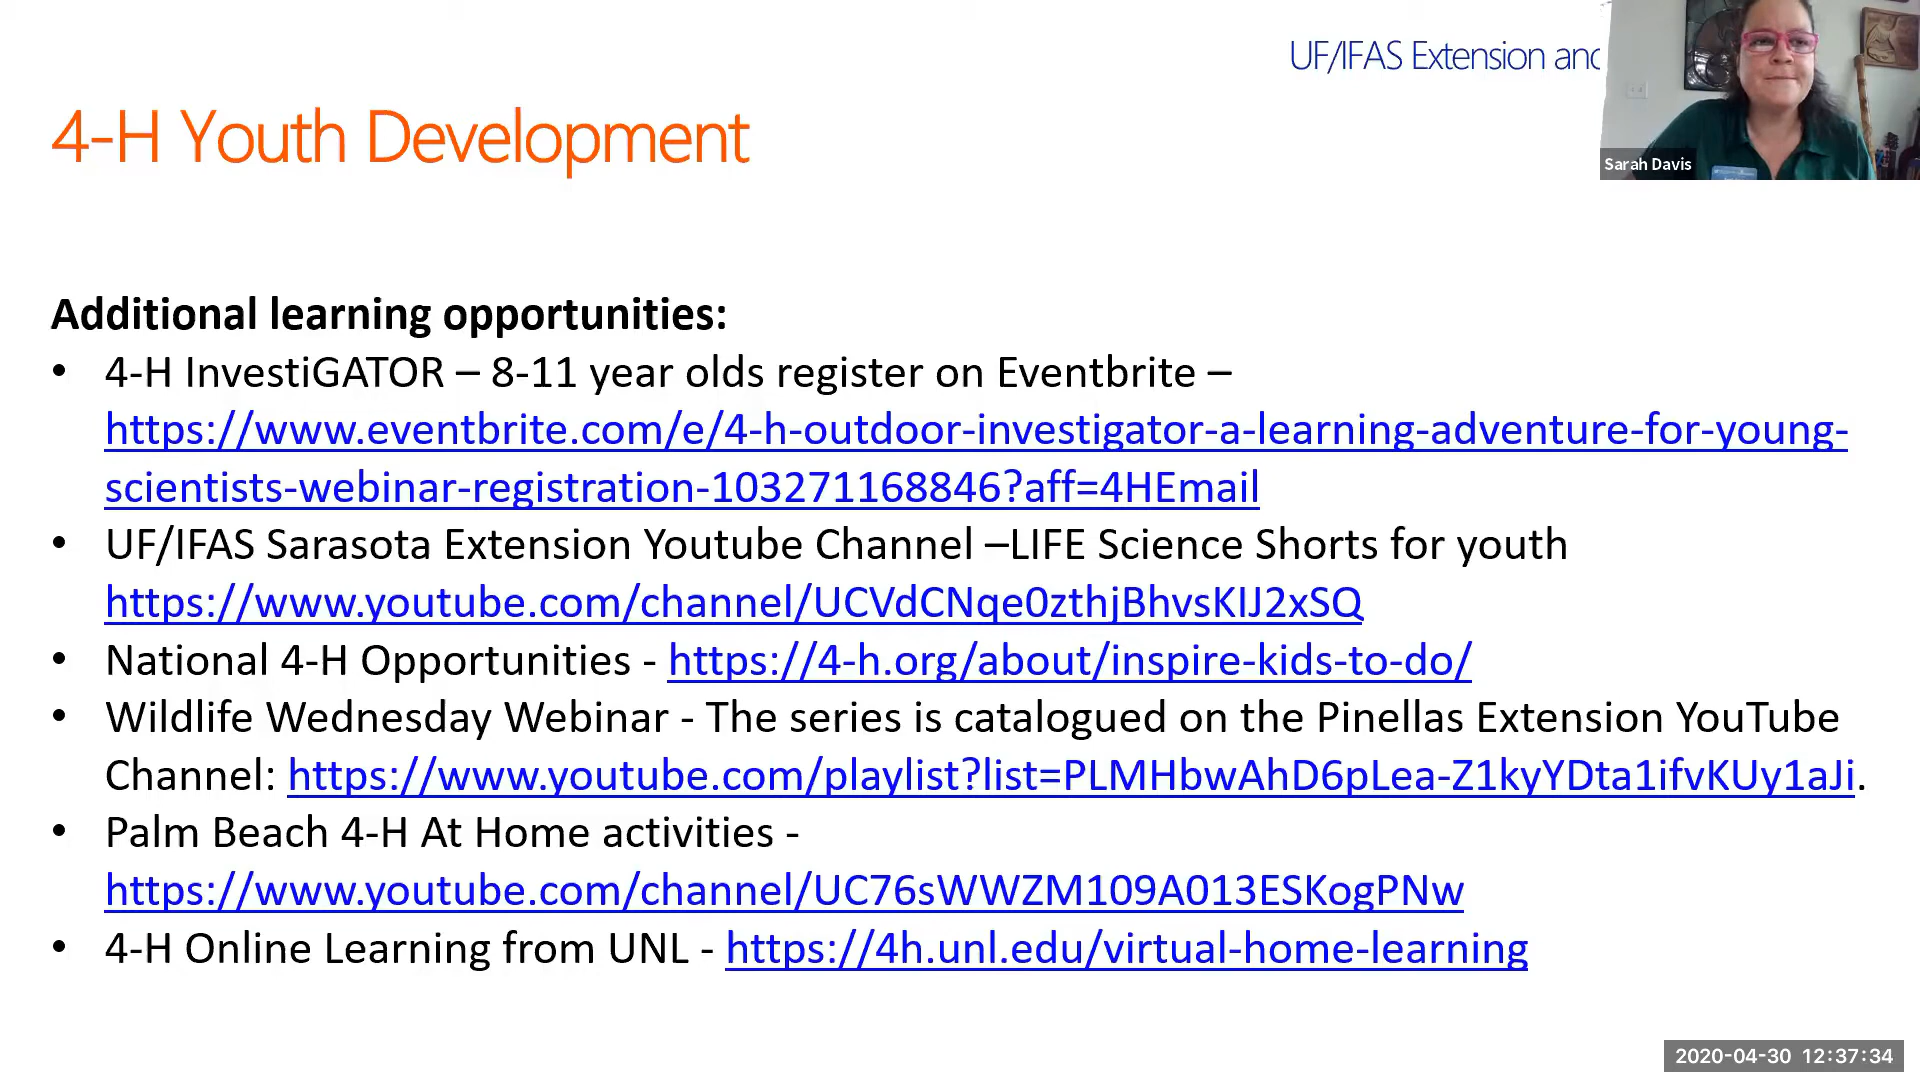 UF/IFAS Extension and
4-H Youth Development
Sarah Davis
Additional learning opportunities:
• 4-H InvestiGATOR – 8-11 year olds register on Eventbrite –
https://www.eventbrite.com/e/4-h-outdoor-investigator-a-learning-adventure-for-young-
scientists-webinar-registration-103271168846?aff=4HEmail
• UF/IFAS Sarasota Extension Youtube Channel –LIFE Science Shorts for youth
https://www.youtube.com/channel/UCVdCNqe0zthjBhvsKIJ2xSQ
• National 4-H Opportunities - https://4-h.org/about/inspire-kids-to-do/
• Wildlife Wednesday Webinar - The series is catalogued on the Pinellas Extension YouTube
Channel: https://www.youtube.com/playlist?list=PLMHbwAhD6pLea-Z1kyYDta1ifvKUy1aJi.
• Palm Beach 4-H At Home activities -
https://www.youtube.com/channel/UC76sWWZM109A013ESKogPNw
• 4-H Online Learning from UNL - https://4h.unl.edu/virtual-home-learning
2020-04-30 12:37:34